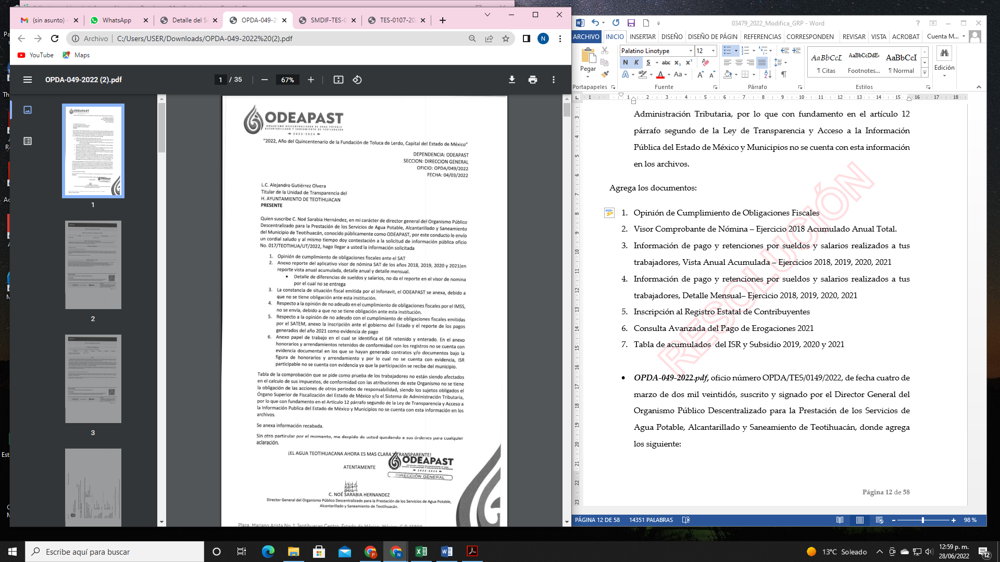 (sin asunto) -
WhatsApp
Detalle del S
OPDA-049-2
SMDIF-TES-0
TES-0107-20
Archivo
C:/Users/USER/Downloads/OPDA-049-2022%20(2).pdf
N
YouTube
Maps
OPDA-049-2022 (2).pdf
1 / 35
67%
1
2
3
ODEAPAST
ORGANISMO DESCENTRALIZADO DE AGUA POTABLE
ALCANTARILLADO Y SANEAMIENTO DE TEOTIHUACÁN
2022-2024
"2022, Año del Quincentenario de la Fundación de Toluca de Lerdo, Capital del Estado de México"
DEPENDENCIA: ODEAPAST
SECCION: DIRECCION GENERAL
OFICIO: OPDA/049/2022
FECHA: 04/03/2022
L.C. Alejandro Gutiérrez Olvera
Titular de la Unidad de Transparencia del
H. AYUNTAMIENTO DE TEOTIHUACAN
PRESENTE
Quien suscribe C. Noé Sarabia Hernández, en mi carácter de director general del Organismo Público
Descentralizado para la Prestación de los Servicios de Agua Potable, Alcantarillado y Saneamiento
del Municipio de Teotihuacán, conocido públicamente como ODEAPAST, por este conducto le envío
un cordial saludo y al mismo tiempo doy contestación a la solicitud de información pública oficio
No. 017/TEOTIHUA/UT/2022, hago llegar a usted la información solicitada
1. Opinión de cumplimiento de obligaciones fiscales ante el SAT
2. Anexo reporte del aplicativo visor de nómina SAT de los años 2018, 2019, 2020 y 2021(en
reporte vista anual acumulada, detalle anual y detalle mensual.
• Detalle de diferencias de sueldos y salarios, no da el reporte en el visor de nomina
por el cual no se entrega
3. La constancia de situación fiscal emitida por el Infonavit, el ODEAPAST se anexa, debido a
que no se tiene obligación ante esta institución.
4. Respecto a la opinión de no adeudo en el cumplimiento de obligaciones fiscales por el IMSS,
no se envía, debido a que no se tiene obligación ante esta institución.
5. Respecto a la opinión de no adeudo con el cumplimiento de obligaciones fiscales emitidas
por el SATEM, anexo la inscripción ante el gobierno del Estado y el reporte de los pagos
generados del año 2021 como evidencia de pago
6. Anexo papel de trabajo en el cual se identifica el ISR retenido y enterado. En el anexo
honorarios y arrendamientos retenidos de conformidad con los registros no se cuenta con
evidencia documental en los que se hayan generado contratos y/o documentos bajo la
figura de honorarios y arrendamiento y por lo cual no se cuenta con evidencia, ISR
participable no se cuenta con evidencia ya que la participación se recibe del municipio.
Tabla de la comprobación que se pide como prueba de los trabajadores no están siendo afectados
en el calculo de sus impuestos, de conformidad con las atribuciones de este Organismo no se tiene
la obligación de las acciones de otros periodos de responsabilidad, siendo los sujetos obligados el
Órgano Superior de Fiscalización del Estado de México y/o el Sistema de Administración Tributaria,
por lo que con fundamento en el Artículo 12 párrafo segundo de la Ley de Transparencia y Acceso a
la Información Publica del Estado de México y Municipios no se cuenta con esta información en los
archivos.
Se anexa información recabada.
Sin otro particular por el momento, me despido de usted quedando a sus órdenes para cualquier
aclaración.
¡EL AGUA TEOTIHUACANA AHORA ES MAS CLARA Y TRANSPARENTE!
ATENTAMENTE
ODEAPAST
2022-2024
DIRECCIÓN GENERAL
C. NOÉ SARABIA HERNANDEZ
Director General del Organismo Público Descentralizado para la Prestación de los Servicios de Agua Potable,
Alcantarillado y Saneamiento de Teotihuacán.
03479_2022_Modifica_GRP - Word
ARCHIVO INICIO INSERTAR DISEÑO DISEÑO DE PÁGIN REFERENCIAS CORRESPONDEN REVISAR VISTA ACROBAT Cuenta M...
Pegar
Palatino Linotype 12
N K S abc x₂ x²
A A Aa A A
AaBbCcL AaBbCcDdEe AaBbCcI
¶ Citas Footnotes... ¶ Normal
Edición
Portapapeles Fuente Párrafo Estilos
Administración Tributaria, por lo que con fundamento en el artículo 12
párrafo segundo de la Ley de Transparencia y Acceso a la Información
Pública del Estado de México y Municipios no se cuenta con esta información
en los archivos.
Agrega los documentos:
1. Opinión de Cumplimiento de Obligaciones Fiscales
2. Visor Comprobante de Nómina – Ejercicio 2018 Acumulado Anual Total.
3. Información de pago y retenciones por sueldos y salarios realizados a tus
trabajadores, Vista Anual Acumulada – Ejercicios 2018, 2019, 2020, 2021
4. Información de pago y retenciones por sueldos y salarios realizados a tus
trabajadores, Detalle Mensual– Ejercicio 2018, 2019, 2020, 2021
5. Inscripción al Registro Estatal de Contribuyentes
6. Consulta Avanzada del Pago de Erogaciones 2021
7. Tabla de acumulados del ISR y Subsidio 2019, 2020 y 2021
RESOLUCIÓN
• OPDA-049-2022.pdf, oficio número OPDA/TES/0149/2022, de fecha cuatro de
marzo de dos mil veintidós, suscrito y signado por el Director General del
Organismo Público Descentralizado para la Prestación de los Servicios de
Agua Potable, Alcantarillado y Saneamiento de Teotihuacán, donde agrega
los siguiente:
Página 12 de 58
PÁGINA 12 DE 58 14351 PALABRAS
98 %
Escribe aquí para buscar
13°C Soleado
12:59 p. m.
28/06/2022
12